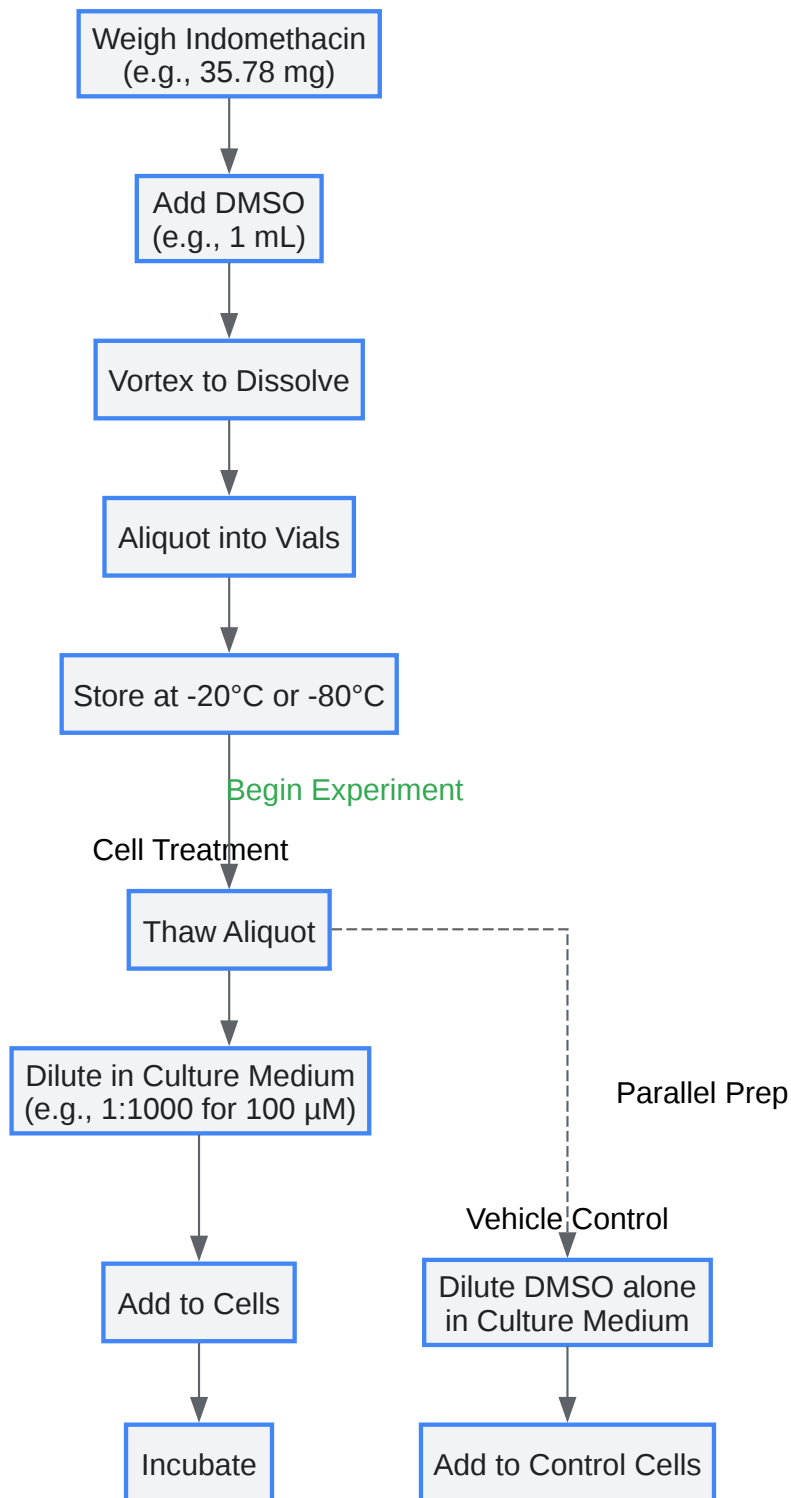 Weigh Indomethacin
(e.g., 35.78 mg)
Add DMSO
(e.g., 1 mL)
Vortex to Dissolve
Aliquot into Vials
Store at -20°C or -80°C
Begin Experiment
Cell Treatment
Thaw Aliquot
Dilute in Culture Medium
(e.g., 1:1000 for 100 µM)
Parallel Prep
Vehicle Control
Add to Cells
Dilute DMSO alone
in Culture Medium
Incubate
Add to Control Cells